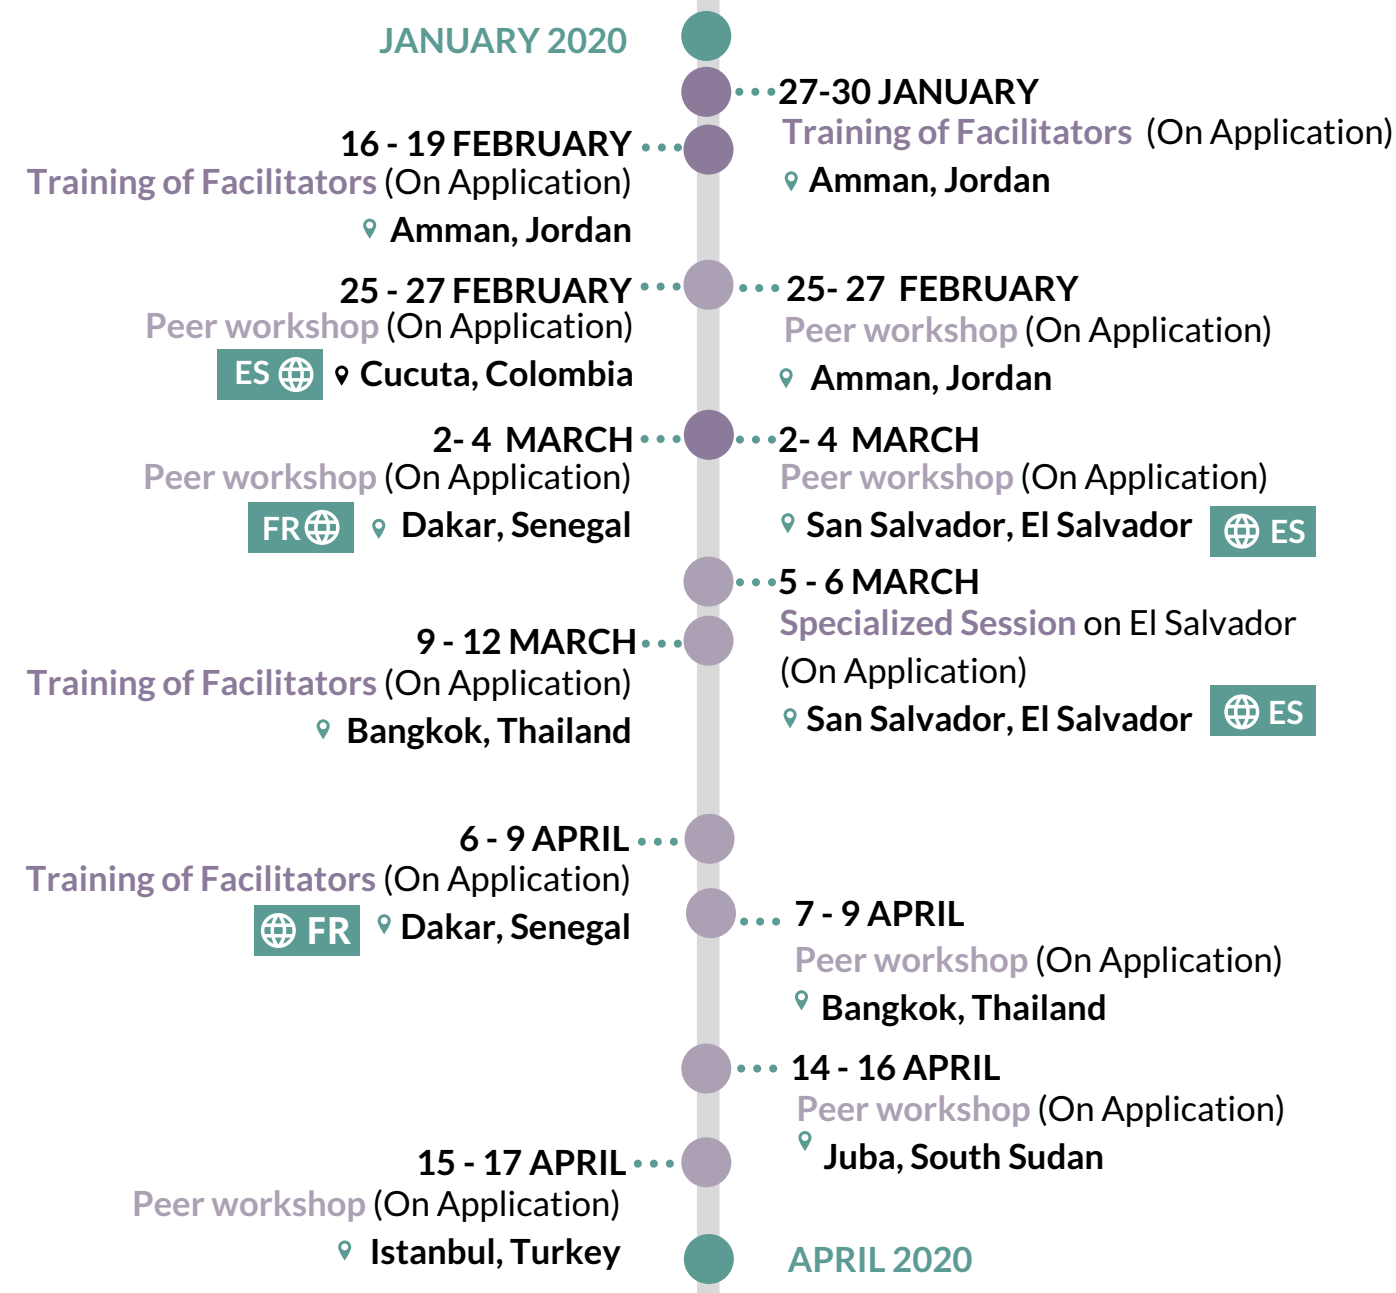 JANUARY 2020
27-30 JANUARY
Training of Facilitators (On Application)
Amman, Jordan
16 - 19 FEBRUARY
Training of Facilitators (On Application)
Amman, Jordan
25 - 27 FEBRUARY
Peer workshop (On Application)
ES Cucuta, Colombia
25- 27 FEBRUARY
Peer workshop (On Application)
Amman, Jordan
2- 4 MARCH
Peer workshop (On Application)
FR Dakar, Senegal
2- 4 MARCH
Peer workshop (On Application)
San Salvador, El Salvador ES
5 - 6 MARCH
Specialized Session on El Salvador
(On Application)
San Salvador, El Salvador ES
9 - 12 MARCH
Training of Facilitators (On Application)
Bangkok, Thailand
6 - 9 APRIL
Training of Facilitators (On Application)
FR Dakar, Senegal
7 - 9 APRIL
Peer workshop (On Application)
Bangkok, Thailand
14 - 16 APRIL
Peer workshop (On Application)
Juba, South Sudan
15 - 17 APRIL
Peer workshop (On Application)
Istanbul, Turkey
APRIL 2020